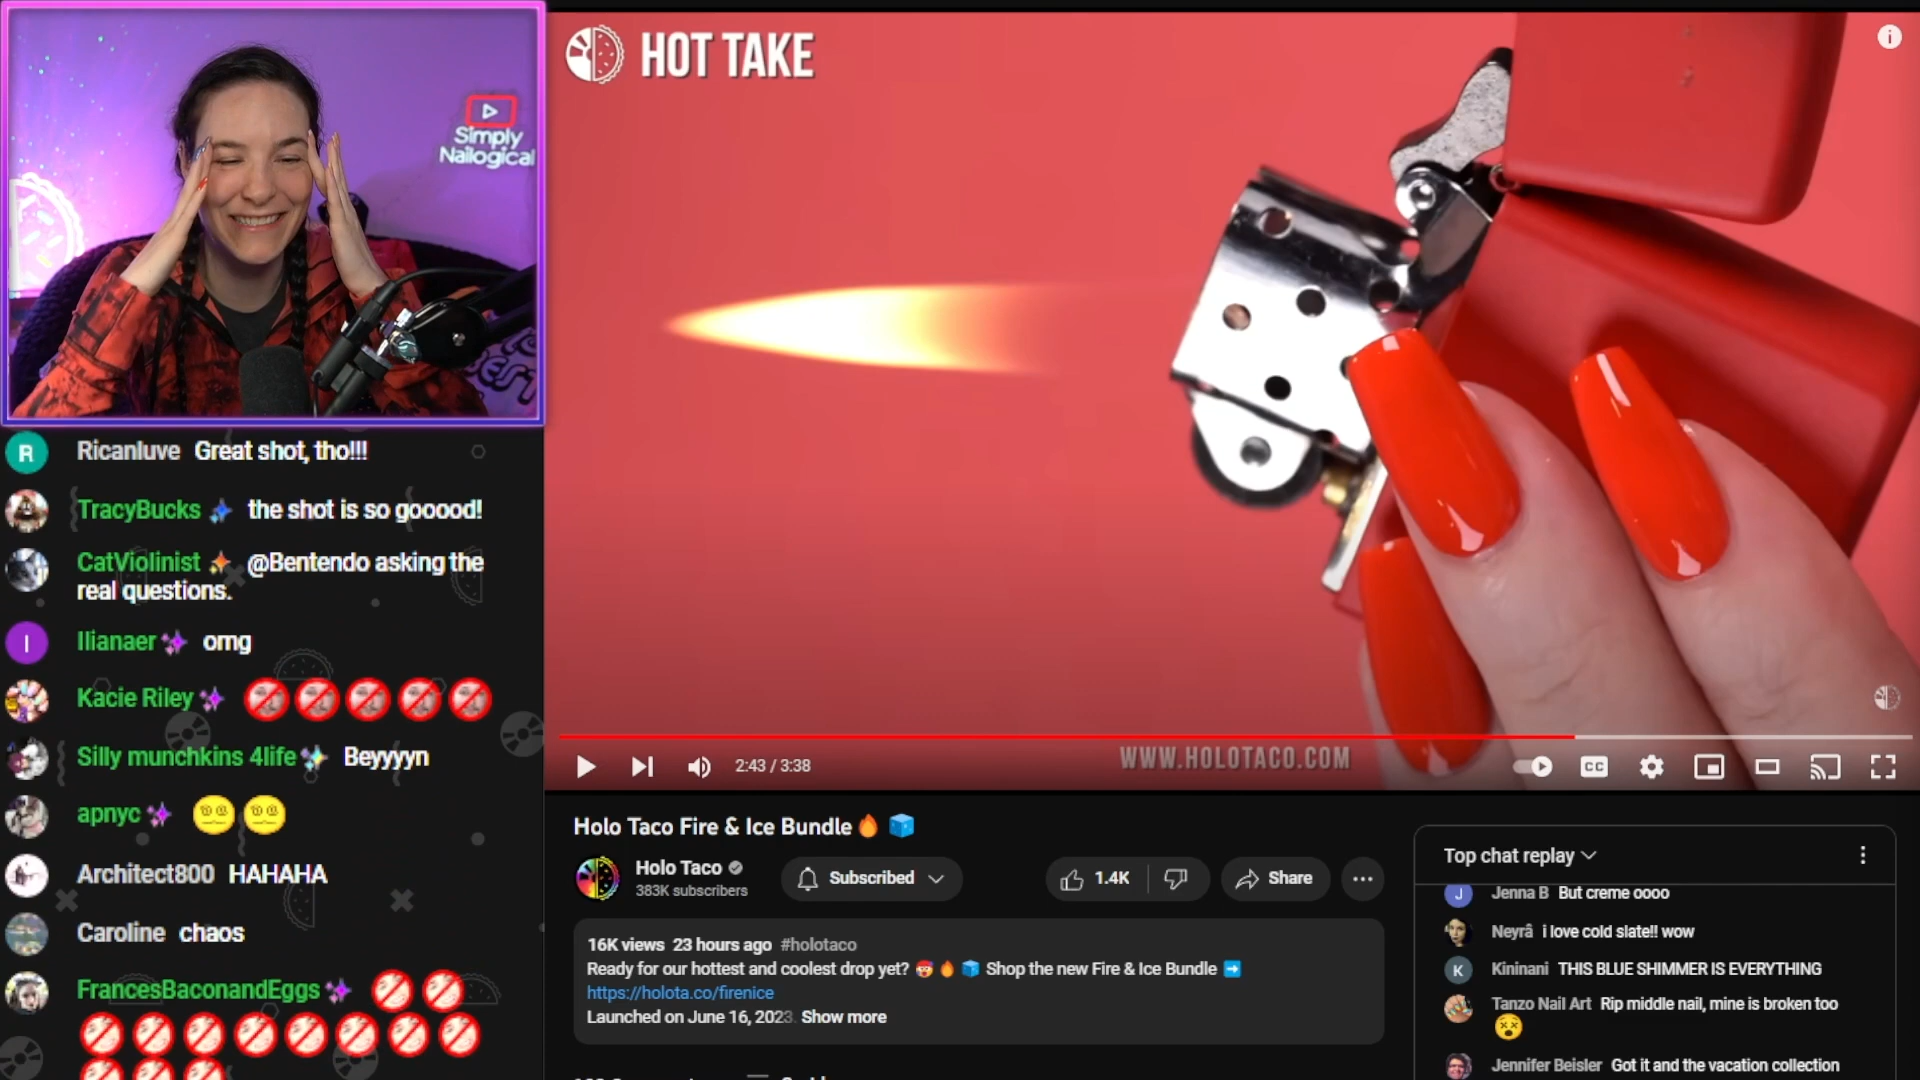 Simply
Nailogical
HOT TAKE
Ricanluve Great shot, tho!!!
TracyBucks the shot is so gooood!
CatViolinist @Bentendo asking the
real questions.
Ilianaer omg
Kacie Riley
Silly munchkins 4life Beyyyyn
apnyc
Architect800 HAHAHA
Caroline chaos
FrancesBaconandEggs
R
I
2:43 / 3:38
WWW.HOLOTACO.COM
CC
Holo Taco Fire & Ice Bundle
Holo Taco
383K subscribers
Subscribed
1.4K
Share
16K views 23 hours ago #holotaco
Ready for our hottest and coolest drop yet? Shop the new Fire & Ice Bundle
https://holota.co/firenice
Launched on June 16, 2023. Show more
Top chat replay
J Jenna B But creme oooo
Neyrâ i love cold slate!! wow
K Kininani THIS BLUE SHIMMER IS EVERYTHING
Tanzo Nail Art Rip middle nail, mine is broken too
Jennifer Beisler Got it and the vacation collection